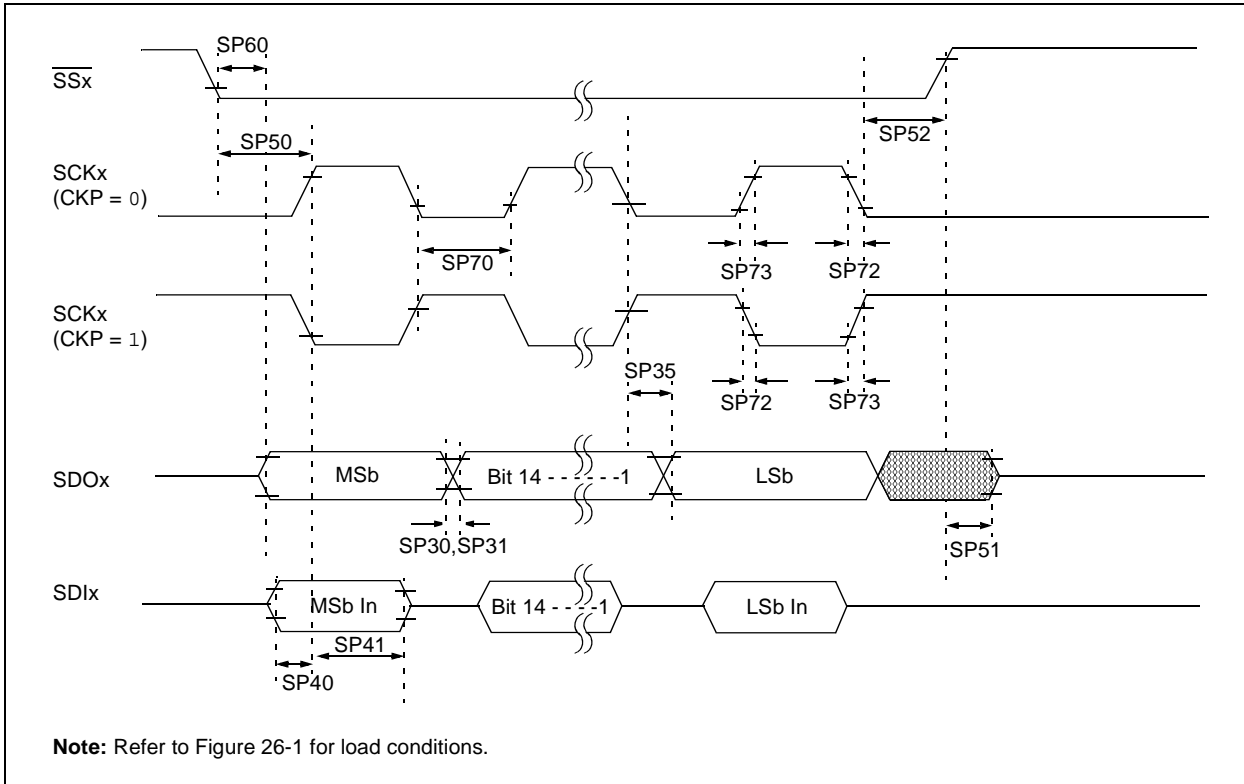 SP60
SSx
SP50
SP52
SCKx
(CKP = 0)
SP70
SP73
SP72
SCKx
(CKP = 1)
SP35
SP72
SP73
SDOx
MSb
Bit 14 - - - - - -1
LSb
SP30,SP31
SP51
SDIx
MSb In
Bit 14 - - - -1
LSb In
SP41
SP40
Note: Refer to Figure 26-1 for load conditions.